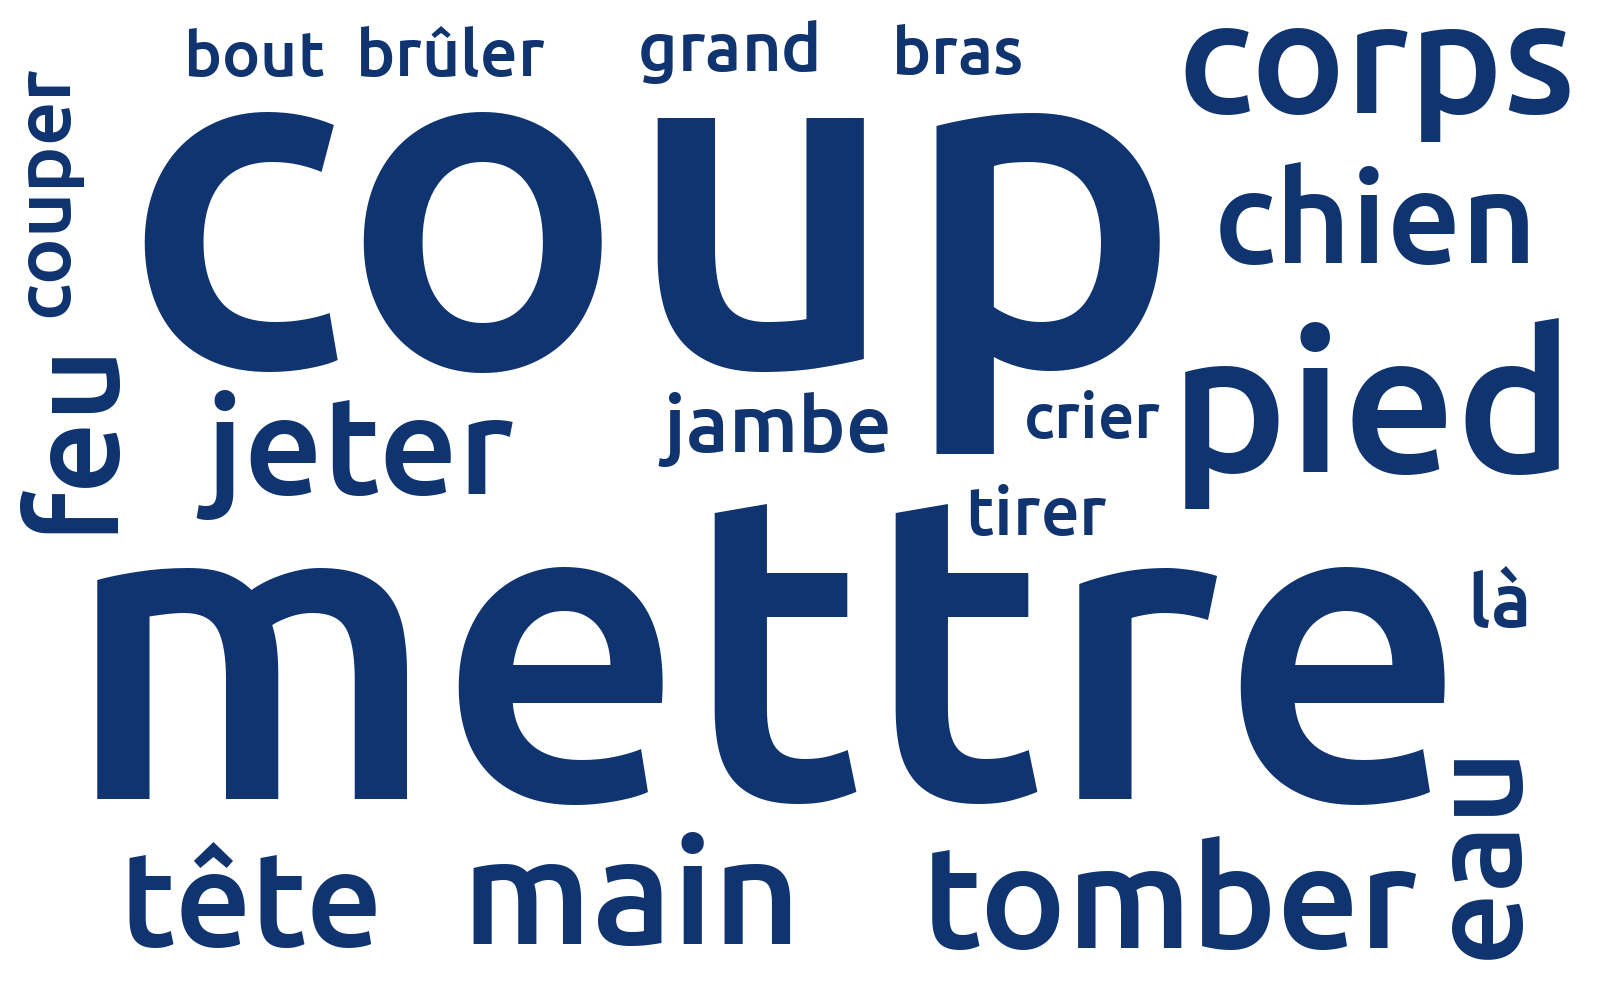 bout
brûler
grand
bras
corps
couper
coup
chien
feu
jeter
jambe
crier
pied
tirer
mettre
là
tête
main
tomber
eau